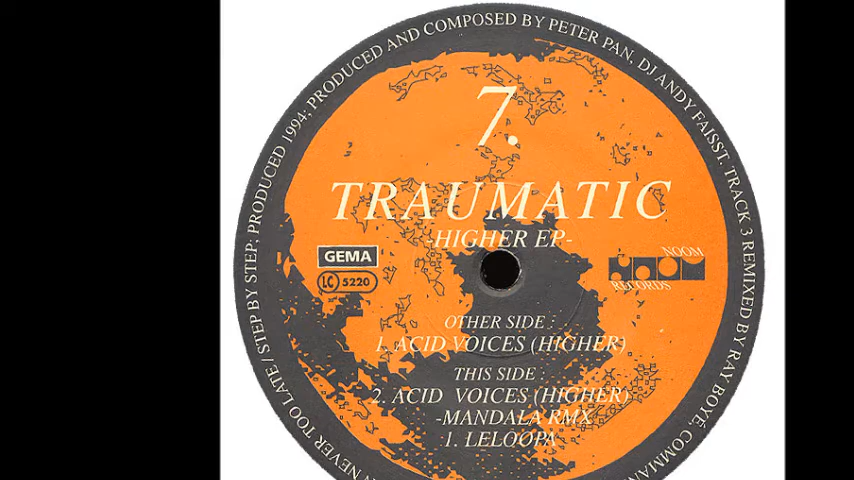 N NEVER TOO LATE / STEP BY STEP; PRODUCED 1994; PRODUCED AND COMPOSED BY PETER PAN, DJ ANDY FAISST. TRACK 3 REMIXED BY RAY BOYÉ, COMMAN
7.
TRAUMATIC
-HIGHER EP-
GEMA
LC 5220
NOOM
NOOM
RECORDS
OTHER SIDE :
1. ACID VOICES (HIGHER)
THIS SIDE :
2. ACID VOICES (HIGHER)
-MANDALA RMX
1. LELOOPA